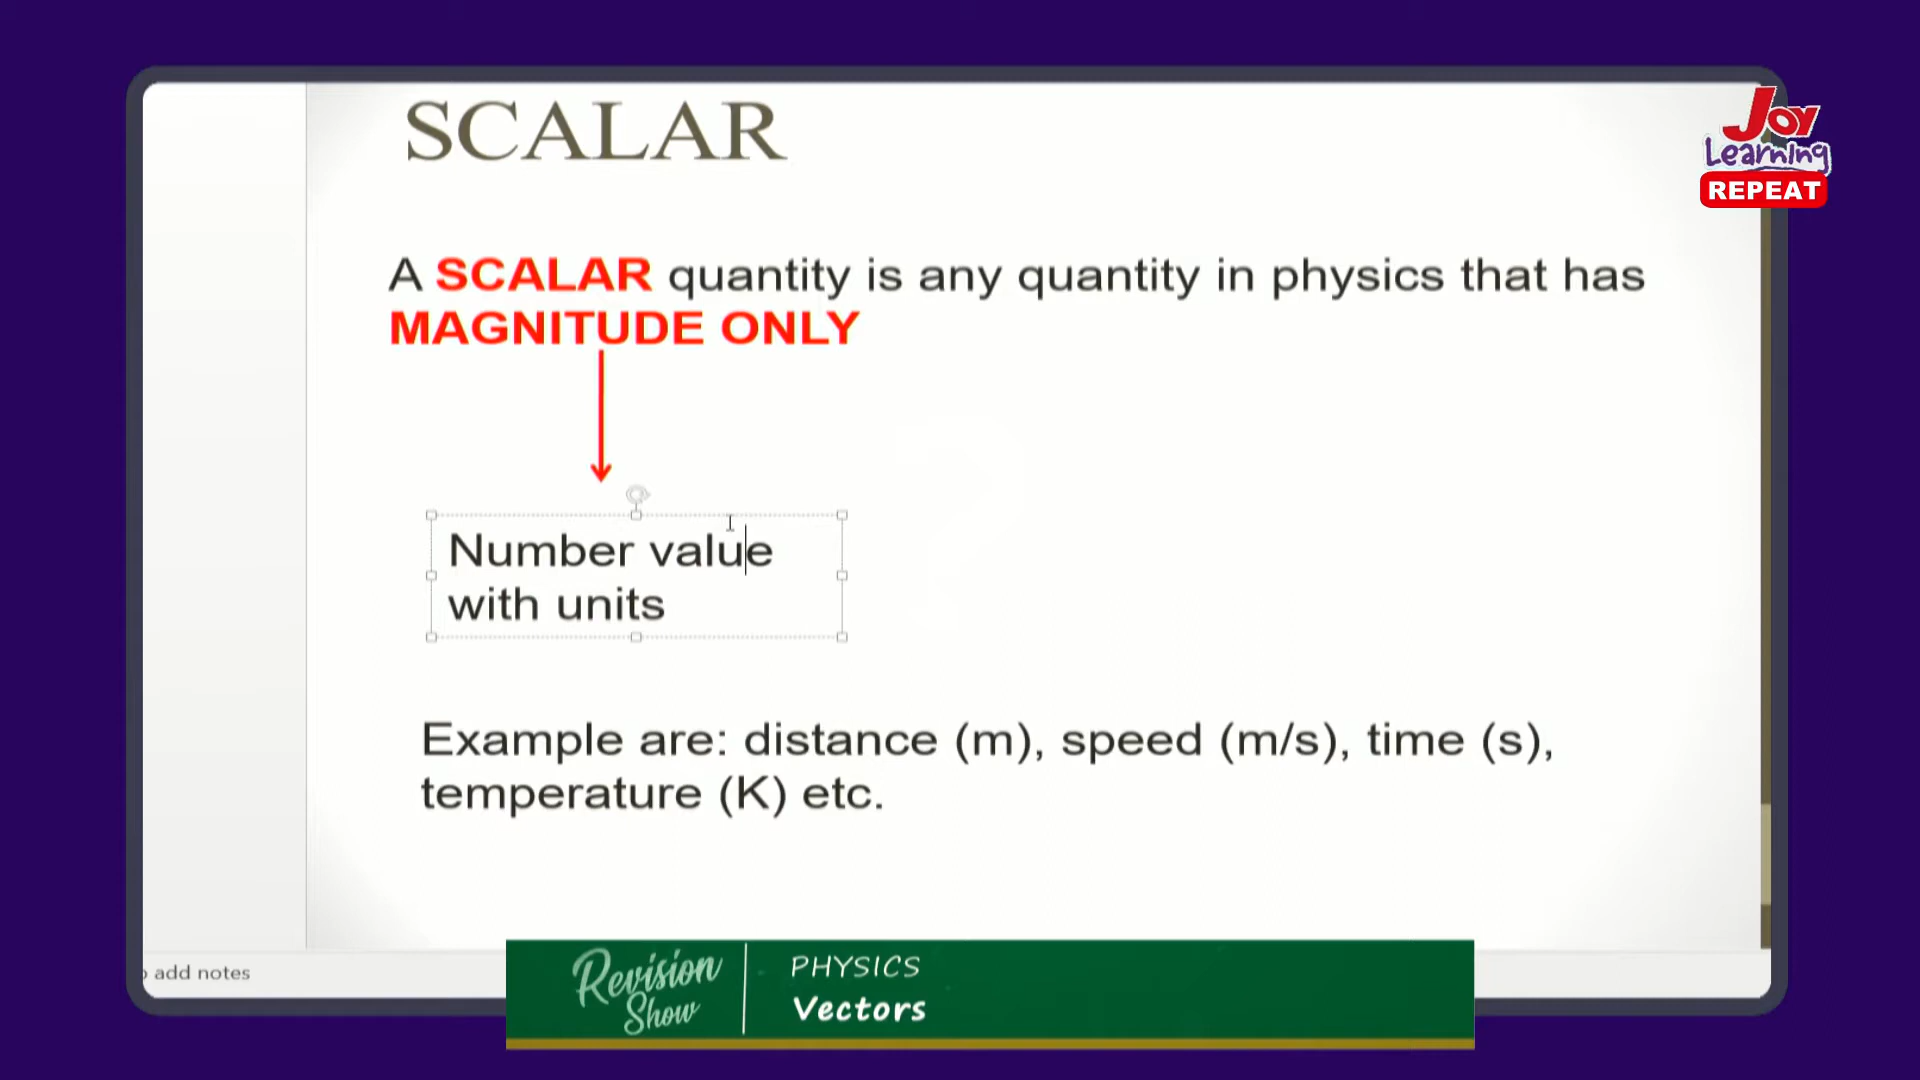 SCALAR
Joy
Learning
REPEAT
A SCALAR quantity is any quantity in physics that has
MAGNITUDE ONLY
Number value
with units
Example are: distance (m), speed (m/s), time (s),
temperature (K) etc.
add notes
Revision
Show
PHYSICS
Vectors